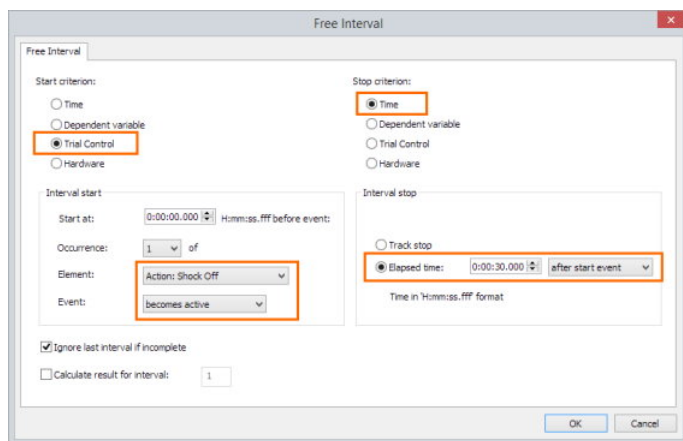 Free Interval
Free Interval
Start criterion:
Time
Dependent variable
Trial Control
Hardware
Stop criterion:
Time
Dependent variable
Trial Control
Hardware
Interval start
Start at: 0:00:00.000 H:mm:ss.fff before event:
Occurrence: 1 of
Element: Action: Shock Off
Event: becomes active
Interval stop
Track stop
Elapsed time: 0:00:30.000 after start event
Time in 'H:mm:ss.fff' format
Ignore last interval if incomplete
Calculate result for interval: 1
OK Cancel